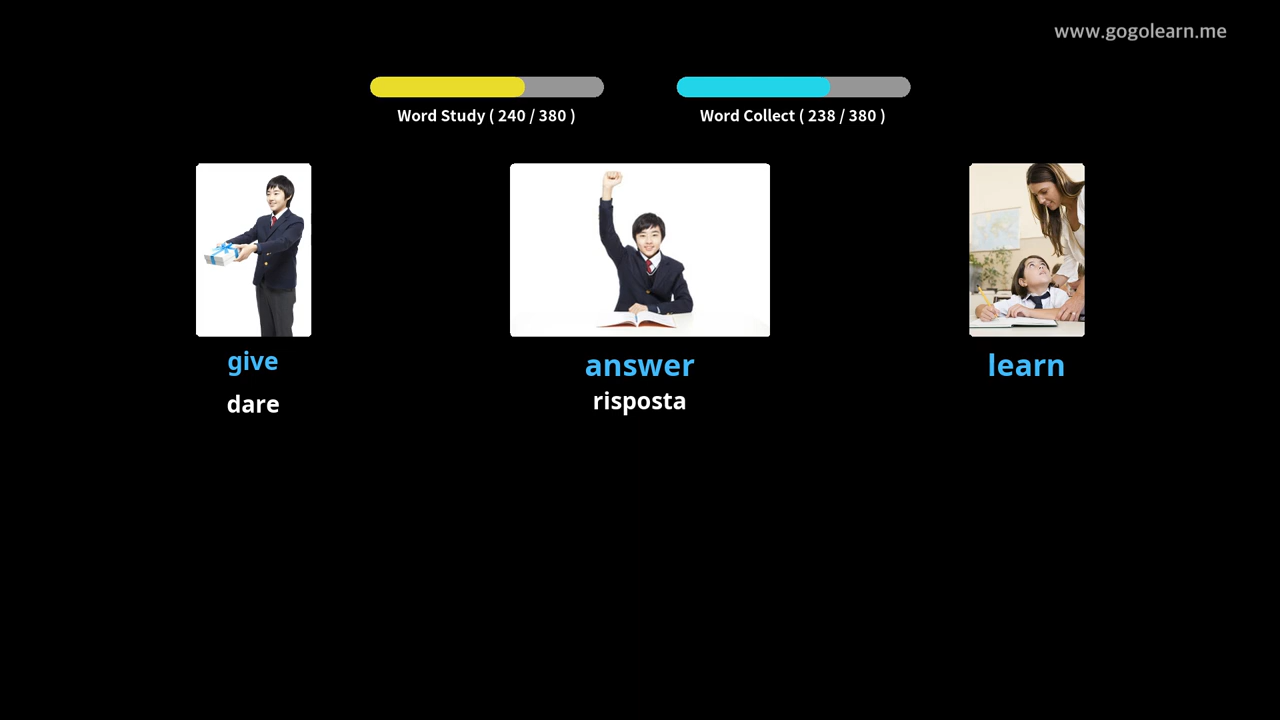 www.gogolearn.me
Word Study ( 240 / 380 )
Word Collect ( 238 / 380 )
give
dare
answer
risposta
learn